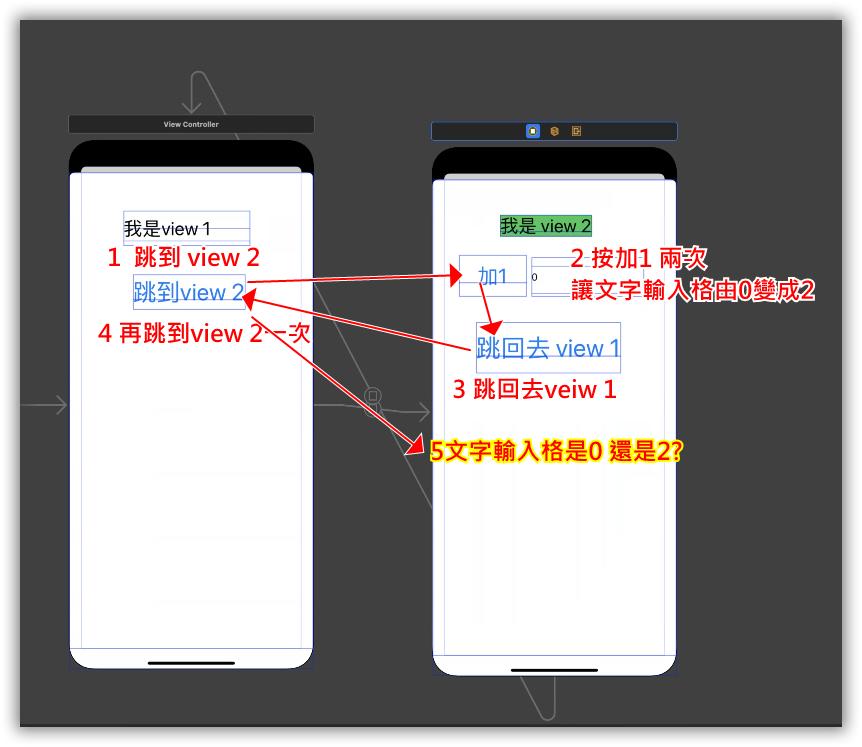 View Controller
我是view 1
1 跳到 view 2
跳到view 2
4 再跳到view 2一次
我是 view 2
加1
0
2 按加1 兩次
讓文字輸入格由0變成2
跳回去 view 1
3 跳回去veiw 1
5文字輸入格是0 還是2?